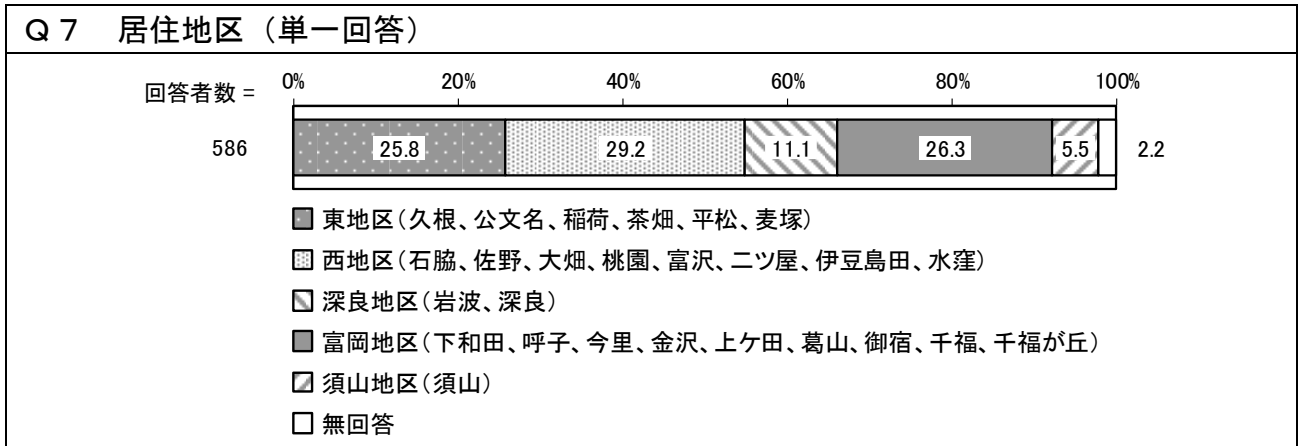 Ｑ７　居住地区（単一回答）
回答者数 =
0% 20% 40% 60% 80% 100%
586 25.8 29.2 11.1 26.3 5.5 2.2
東地区（久根、公文名、稲荷、茶畑、平松、麦塚）
西地区（石脇、佐野、大畑、桃園、富沢、二ツ屋、伊豆島田、水窪）
深良地区（岩波、深良）
富岡地区（下和田、呼子、今里、金沢、上ケ田、葛山、御宿、千福、千福が丘）
須山地区（須山）
無回答